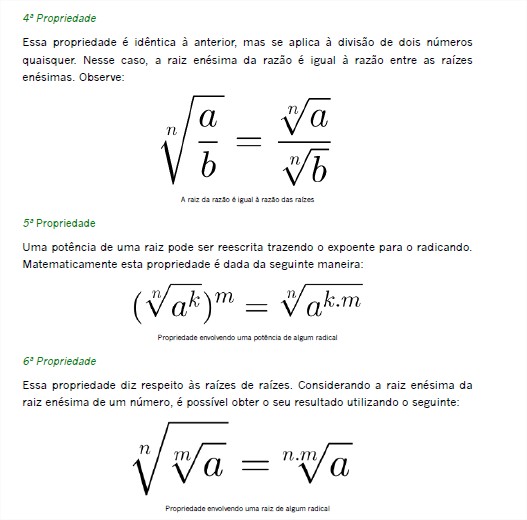 4ª Propriedade
Essa propriedade é idêntica à anterior, mas se aplica à divisão de dois números
quaisquer. Nesse caso, a raiz enésima da razão é igual à razão entre as raízes
enésimas. Observe:
\sqrt[n]{\frac{a}{b}} = \frac{\sqrt[n]{a}}{\sqrt[n]{b}}
A raiz da razão é igual à razão das raízes
5ª Propriedade
Uma potência de uma raiz pode ser reescrita trazendo o expoente para o radicando.
Matematicamente esta propriedade é dada da seguinte maneira:
(\sqrt[n]{a^k})^m = \sqrt[n]{a^{k.m}}
Propriedade envolvendo uma potência de algum radical
6ª Propriedade
Essa propriedade diz respeito às raízes de raízes. Considerando a raiz enésima da
raiz enésima de um número, é possível obter o seu resultado utilizando o seguinte:
\sqrt[n]{\sqrt[m]{a}} = \sqrt[n.m]{a}
Propriedade envolvendo uma raiz de algum radical